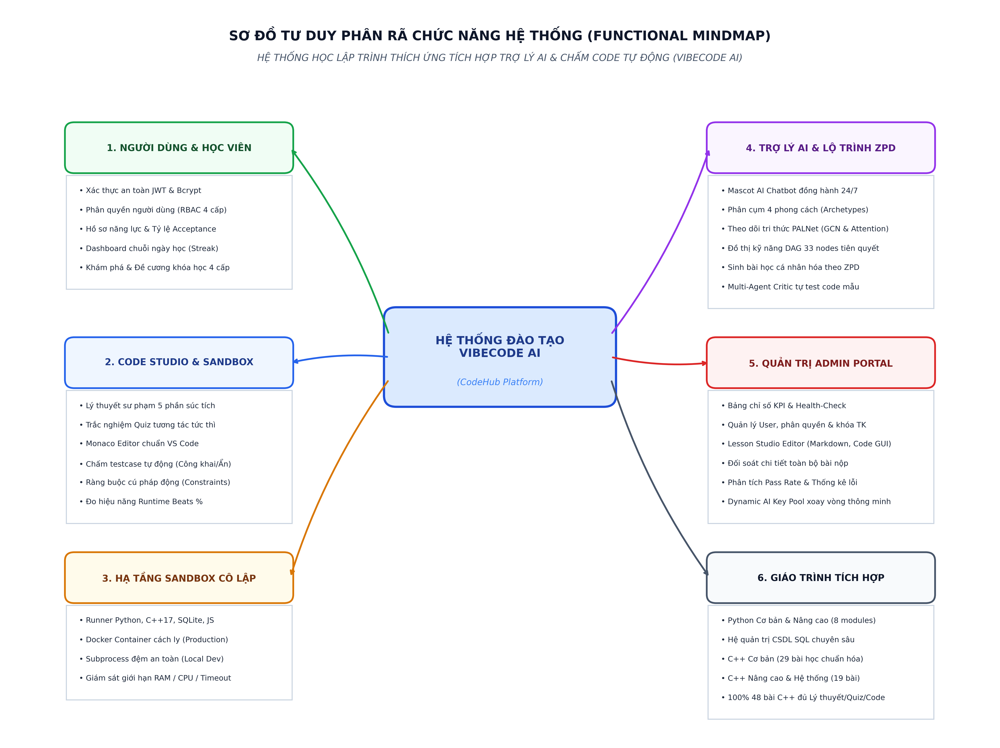 SƠ ĐỒ TƯ DUY PHÂN RÃ CHỨC NĂNG HỆ THỐNG (FUNCTIONAL MINDMAP)
HỆ THỐNG HỌC LẬP TRÌNH THÍCH ỨNG TÍCH HỢP TRỢ LÝ AI & CHẤM CODE TỰ ĐỘNG (VIBECODE AI)
1. NGƯỜI DÙNG & HỌC VIÊN
• Xác thực an toàn JWT & Bcrypt
• Phân quyền người dùng (RBAC 4 cấp)
• Hồ sơ năng lực & Tỷ lệ Acceptance
• Dashboard chuỗi ngày học (Streak)
• Khám phá & Đề cương khóa học 4 cấp
2. CODE STUDIO & SANDBOX
• Lý thuyết sư phạm 5 phần súc tích
• Trắc nghiệm Quiz tương tác tức thì
• Monaco Editor chuẩn VS Code
• Chấm testcase tự động (Công khai/Ẩn)
• Ràng buộc cú pháp động (Constraints)
• Đo hiệu năng Runtime Beats %
3. HẠ TẦNG SANDBOX CÔ LẬP
• Runner Python, C++17, SQLite, JS
• Docker Container cách ly (Production)
• Subprocess đệm an toàn (Local Dev)
• Giám sát giới hạn RAM / CPU / Timeout
HỆ THỐNG ĐÀO TẠO
VIBECODE AI
(CodeHub Platform)
4. TRỢ LÝ AI & LỘ TRÌNH ZPD
• Mascot AI Chatbot đồng hành 24/7
• Phân cụm 4 phong cách (Archetypes)
• Theo dõi tri thức PALNet (GCN & Attention)
• Đồ thị kỹ năng DAG 33 nodes tiên quyết
• Sinh bài học cá nhân hóa theo ZPD
• Multi-Agent Critic tự test code mẫu
5. QUẢN TRỊ ADMIN PORTAL
• Bảng chỉ số KPI & Health-Check
• Quản lý User, phân quyền & khóa TK
• Lesson Studio Editor (Markdown, Code GUI)
• Đối soát chi tiết toàn bộ bài nộp
• Phân tích Pass Rate & Thống kê lỗi
• Dynamic AI Key Pool xoay vòng thông minh
6. GIÁO TRÌNH TÍCH HỢP
• Python Cơ bản & Nâng cao (8 modules)
• Hệ quản trị CSDL SQL chuyên sâu
• C++ Cơ bản (29 bài học chuẩn hóa)
• C++ Nâng cao & Hệ thống (19 bài)
• 100% 48 bài C++ đủ Lý thuyết/Quiz/Code